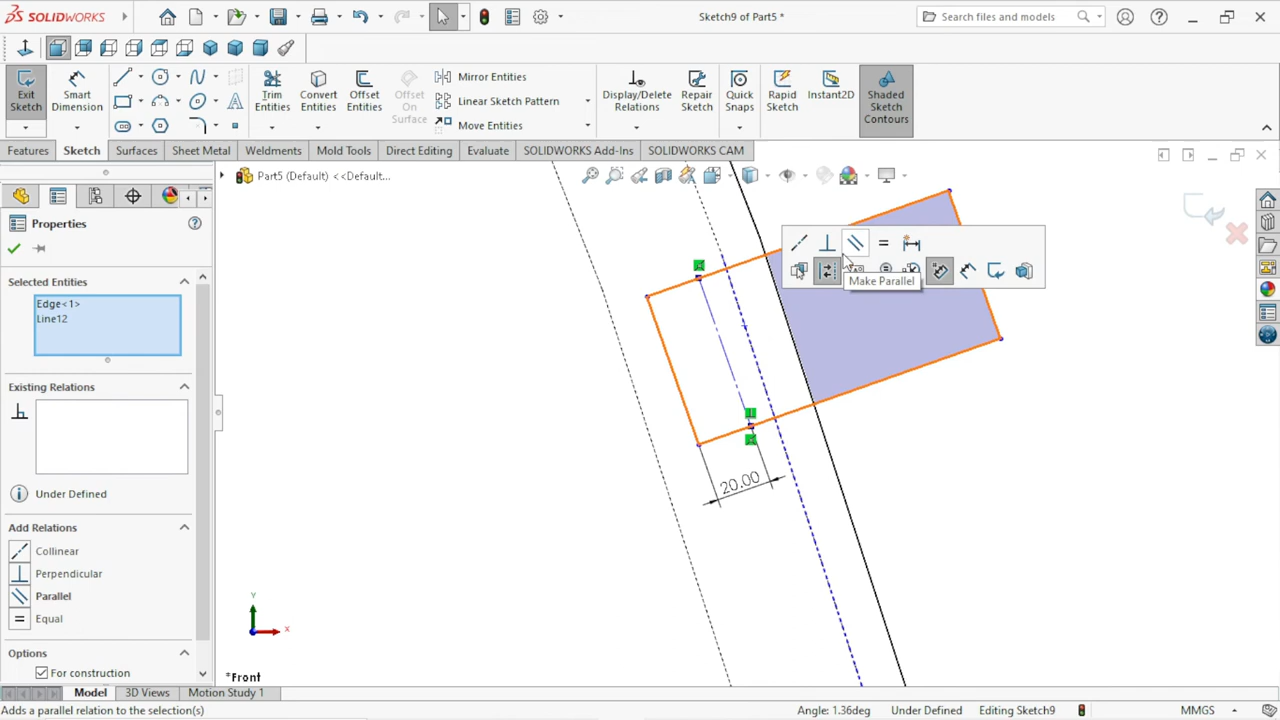 SOLIDWORKS
Sketch9 of Part5 *
Search files and models
Exit Sketch
Smart Dimension
Trim Entities
Convert Entities
Offset Entities
Offset On Surface
Mirror Entities
Linear Sketch Pattern
Move Entities
Display/Delete Relations
Repair Sketch
Quick Snaps
Rapid Sketch
Instant2D
Shaded Sketch Contours
Features
Sketch
Surfaces
Sheet Metal
Weldments
Mold Tools
Direct Editing
Evaluate
SOLIDWORKS Add-Ins
SOLIDWORKS CAM
Part5 (Default) <<Default...
Properties
Selected Entities
Edge<1>
Line12
Existing Relations
Under Defined
Add Relations
Collinear
Perpendicular
Parallel
Equal
Options
For construction
Make Parallel
20.00
Y
X
*Front
Model
3D Views
Motion Study 1
Adds a parallel relation to the selection(s)
Angle: 1.36deg
Under Defined
Editing Sketch9
MMGS